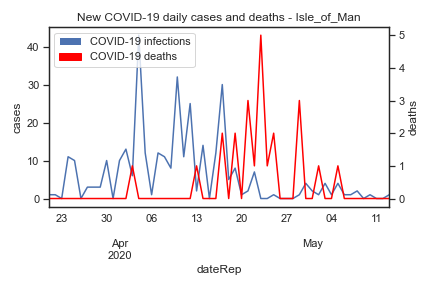 New COVID-19 daily cases and deaths - Isle_of_Man
COVID-19 infections
COVID-19 deaths
cases
40
30
20
10
0
deaths
5
4
3
2
1
0
23 30 06 13 20 27 04 11
Apr May
2020
dateRep